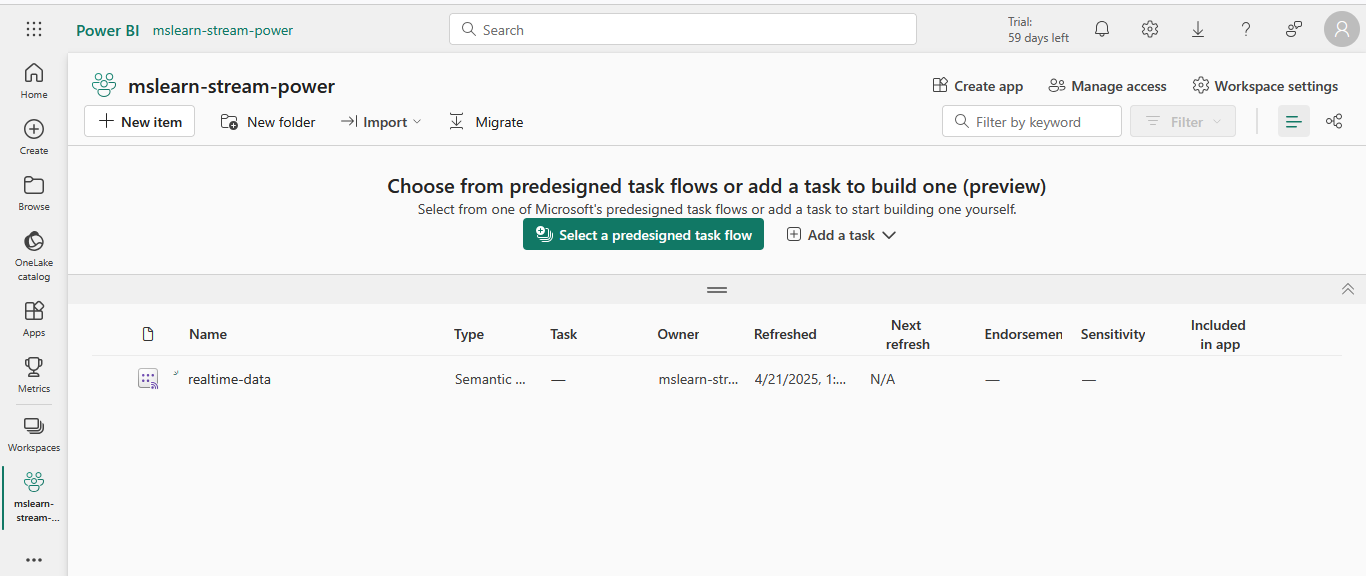 Power BI mslearn-stream-power
Search
Trial:
59 days left
Home
Create
Browse
OneLake
catalog
Apps
Metrics
Workspaces
mslearn-
stream-...
mslearn-stream-power
Create app
Manage access
Workspace settings
New item
New folder
Import
Migrate
Filter by keyword
Filter
Choose from predesigned task flows or add a task to build one (preview)
Select from one of Microsoft's predesigned task flows or add a task to start building one yourself.
Select a predesigned task flow
Add a task
Name Type Task Owner Refreshed Next refresh Endorsemen Sensitivity Included in app
realtime-data Semantic ... — mslearn-str... 4/21/2025, 1:... N/A — —